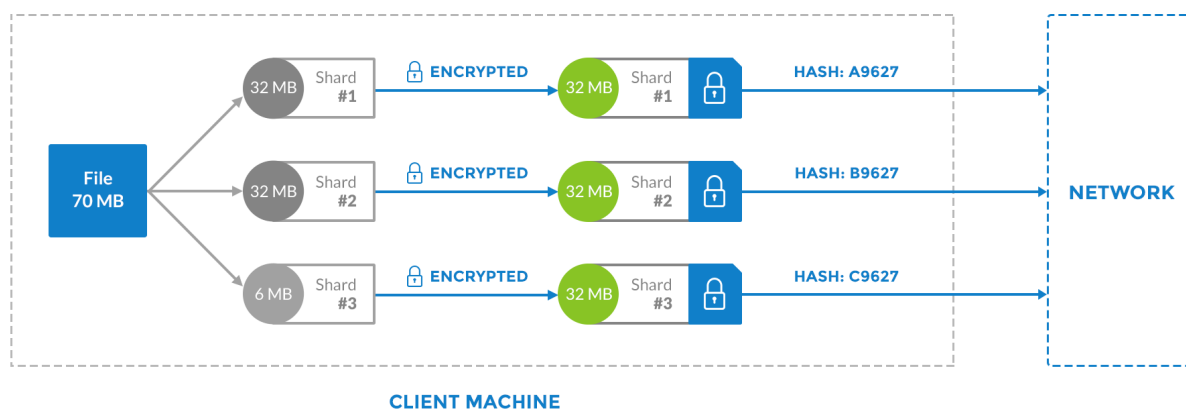 32 MB
Shard
#1
ENCRYPTED
32 MB
Shard
#1
HASH: A9627
File
70 MB
32 MB
Shard
#2
ENCRYPTED
32 MB
Shard
#2
HASH: B9627
NETWORK
6 MB
Shard
#3
ENCRYPTED
32 MB
Shard
#3
HASH: C9627
CLIENT MACHINE